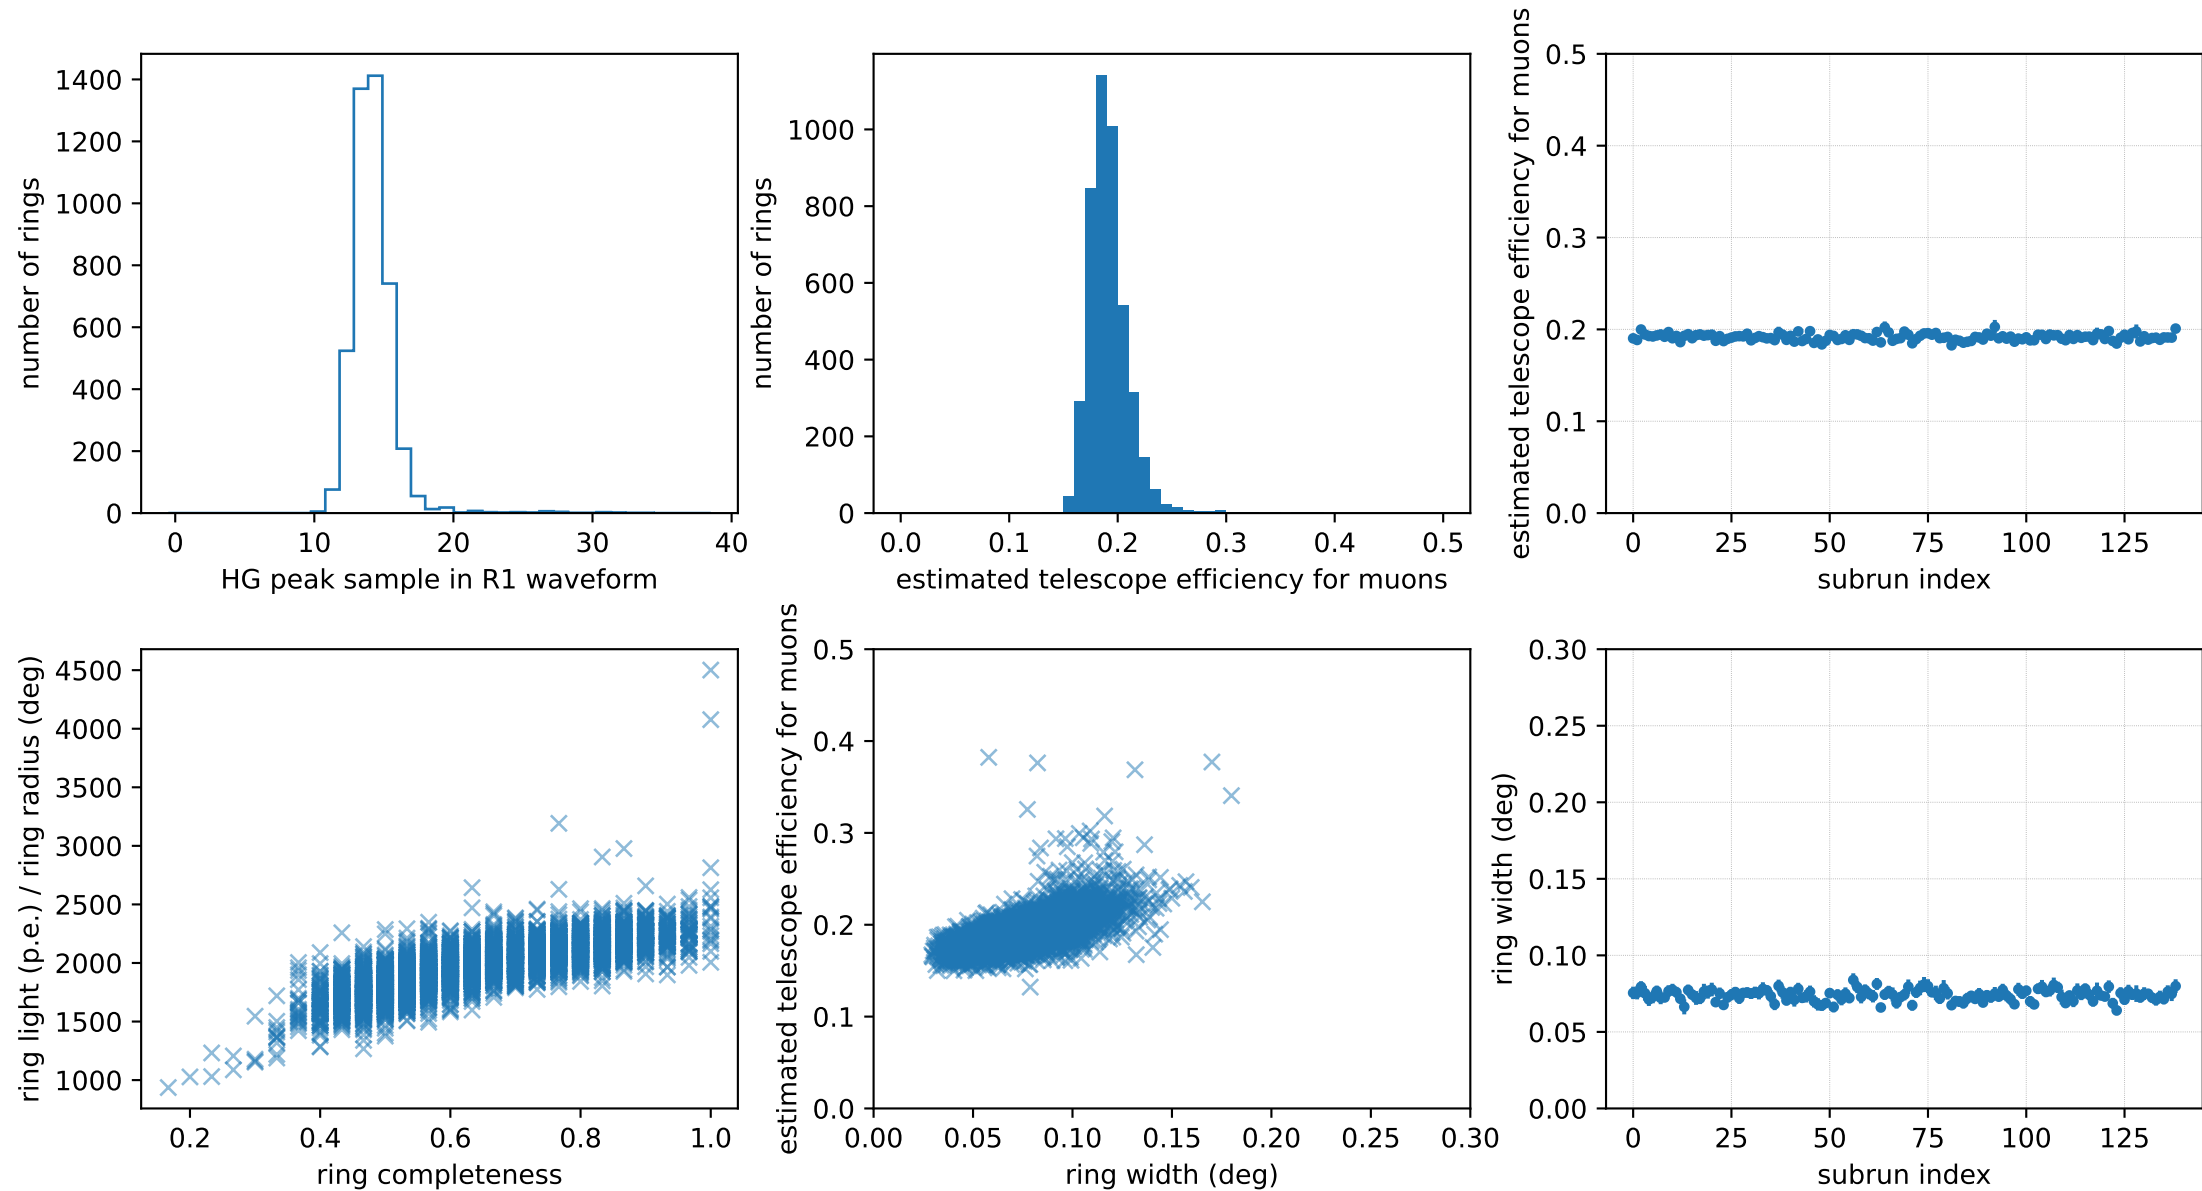 number of rings
1400
1200
1000
800
600
400
200
0
0 10 20 30 40
HG peak sample in R1 waveform
number of rings
1000
800
600
400
200
0
0.0 0.1 0.2 0.3 0.4 0.5
estimated telescope efficiency for muons
estimated telescope efficiency for muons
0.5
0.4
0.3
0.2
0.1
0.0
0 25 50 75 100 125
subrun index
ring light (p.e.) / ring radius (deg)
4500
4000
3500
3000
2500
2000
1500
1000
0.2 0.4 0.6 0.8 1.0
ring completeness
estimated telescope efficiency for muons
0.5
0.4
0.3
0.2
0.1
0.0
0.00 0.05 0.10 0.15 0.20 0.25 0.30
ring width (deg)
ring width (deg)
0.30
0.25
0.20
0.15
0.10
0.05
0.00
0 25 50 75 100 125
subrun index